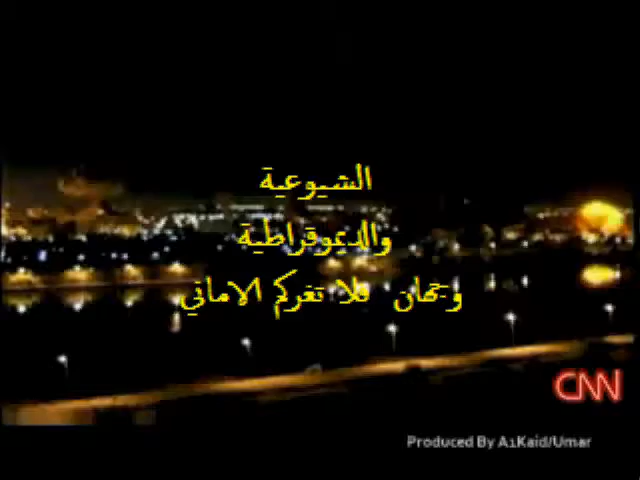 الشيوعية
والديموقراطية
وجهان فلا تغركم الاماني
CNN
Produced By A1Kaid/Umar